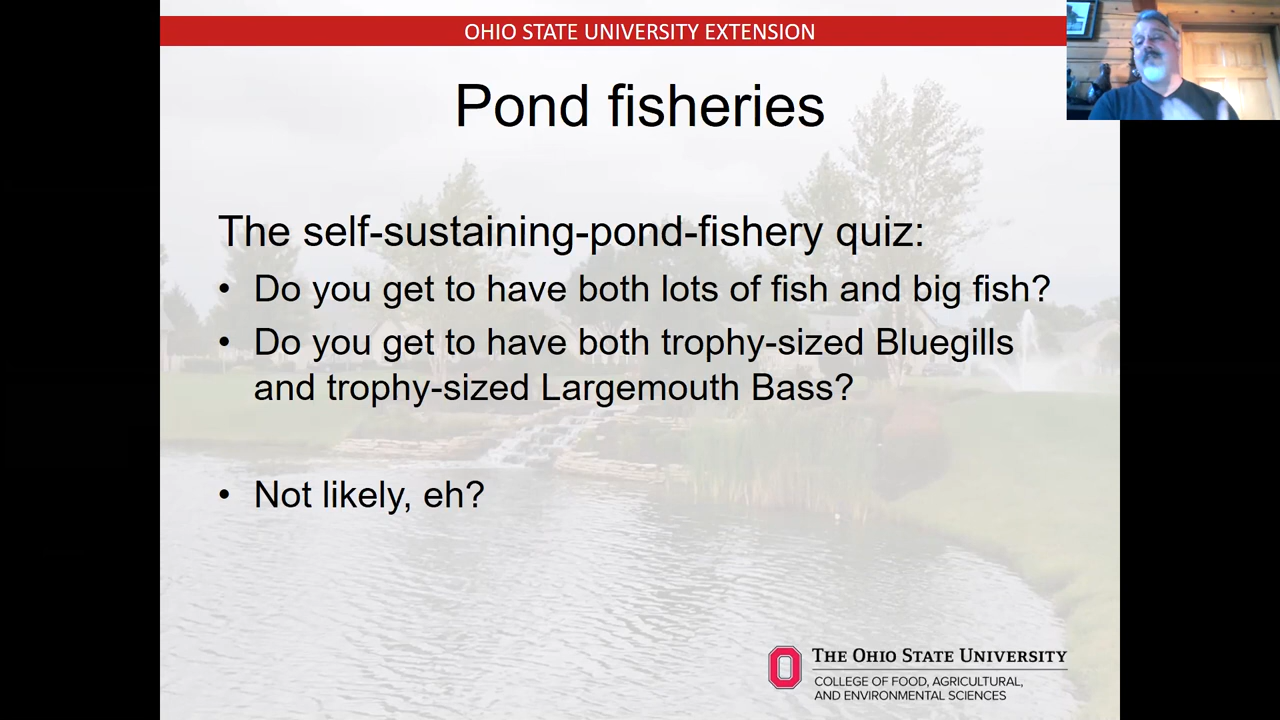 OHIO STATE UNIVERSITY EXTENSION
Pond fisheries
The self-sustaining-pond-fishery quiz:
• Do you get to have both lots of fish and big fish?
• Do you get to have both trophy-sized Bluegills
and trophy-sized Largemouth Bass?
• Not likely, eh?
THE OHIO STATE UNIVERSITY
COLLEGE OF FOOD, AGRICULTURAL,
AND ENVIRONMENTAL SCIENCES